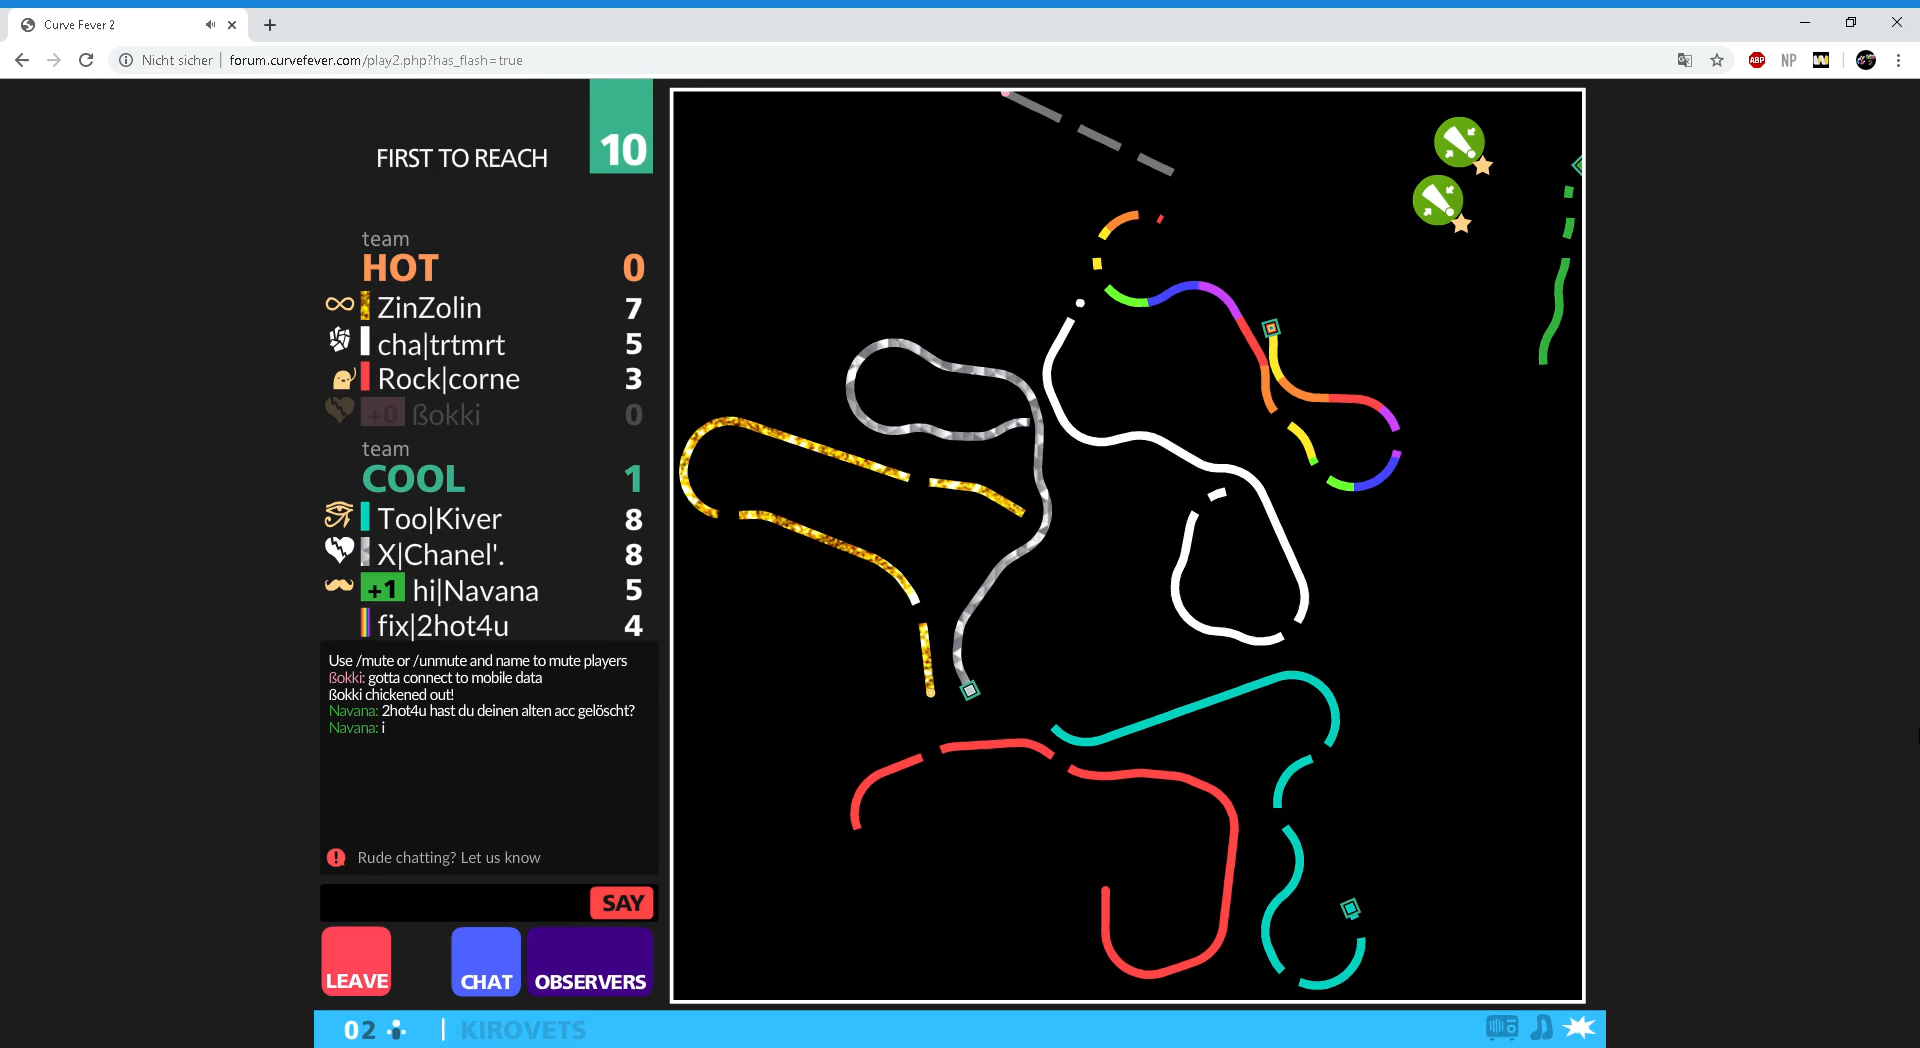 Curve Fever 2
Nicht sicher | forum.curvefever.com/play2.php?has_flash=true
ABP
NP
W
FIRST TO REACH
10
team
HOT 0
ZinZolin 7
cha|trtmrt 5
Rock|corne 3
+0 ßokki 0
team
COOL 1
Too|Kiver 8
X|Chanel'. 8
+1 hi|Navana 5
fix|2hot4u 4
Use /mute or /unmute and name to mute players
ßokki: gotta connect to mobile data
ßokki chickened out!
Navana: 2hot4u hast du deinen alten acc gelöscht?
Navana: i
Rude chatting? Let us know
SAY
LEAVE
CHAT
OBSERVERS
02 | KIROVETS